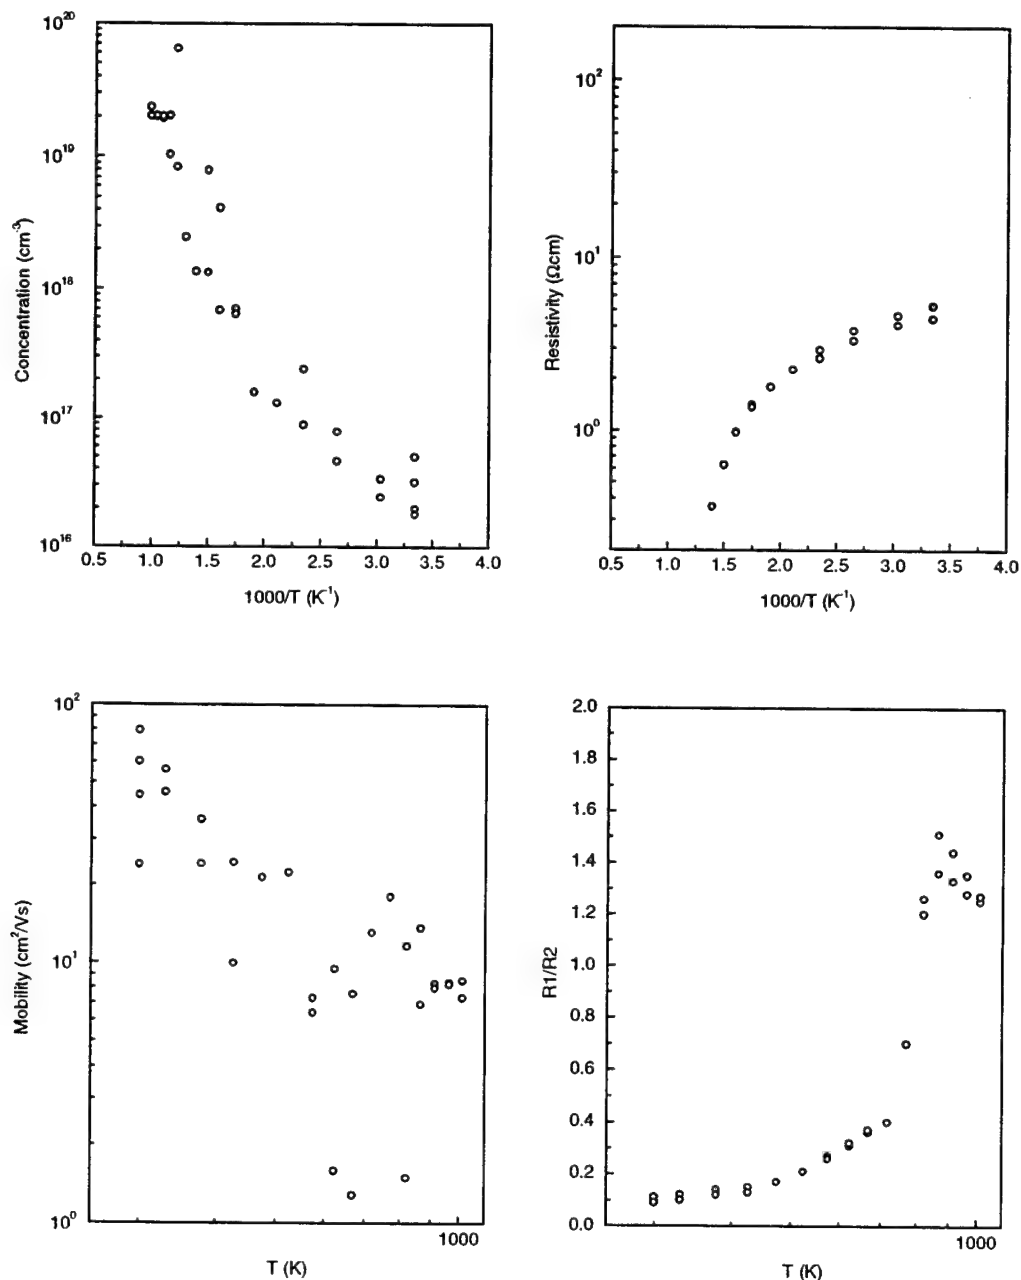 10^20
10^19
10^18
10^17
10^16
Concentration (cm^-3)
0.5 1.0 1.5 2.0 2.5 3.0 3.5 4.0
1000/T (K^-1)
10^2
10^1
10^0
Resistivity (Ωcm)
0.5 1.0 1.5 2.0 2.5 3.0 3.5 4.0
1000/T (K^-1)
10^2
10^1
10^0
Mobility (cm^2/Vs)
1000
T (K)
2.0
1.8
1.6
1.4
1.2
1.0
0.8
0.6
0.4
0.2
0.0
R1/R2
1000
T (K)